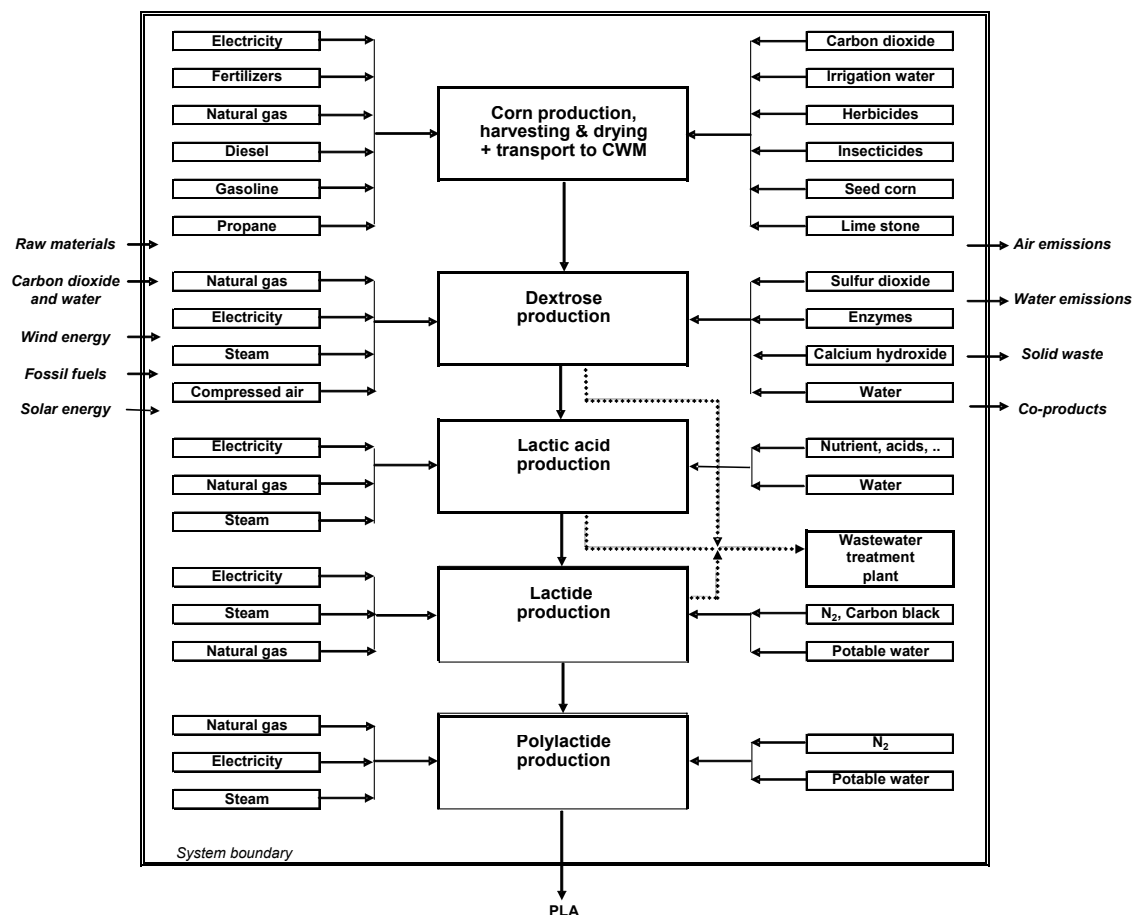 Electricity
Fertilizers
Natural gas
Diesel
Gasoline
Propane
Corn production,
harvesting & drying
+ transport to CWM
Carbon dioxide
Irrigation water
Herbicides
Insecticides
Seed corn
Lime stone
Raw materials
Carbon dioxide
and water
Wind energy
Fossil fuels
Solar energy
Air emissions
Water emissions
Solid waste
Co-products
Natural gas
Electricity
Steam
Compressed air
Dextrose
production
Sulfur dioxide
Enzymes
Calcium hydroxide
Water
Electricity
Natural gas
Steam
Lactic acid
production
Nutrient, acids, ..
Water
Wastewater
treatment
plant
Electricity
Steam
Natural gas
Lactide
production
N₂, Carbon black
Potable water
Natural gas
Electricity
Steam
Polylactide
production
N₂
Potable water
System boundary
PLA